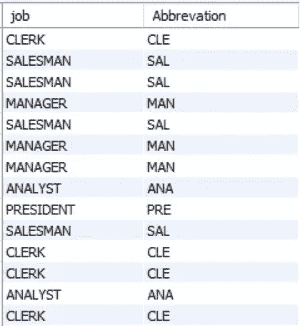 job Abbrevation
CLERK CLE
SALESMAN SAL
SALESMAN SAL
MANAGER MAN
SALESMAN SAL
MANAGER MAN
MANAGER MAN
ANALYST ANA
PRESIDENT PRE
SALESMAN SAL
CLERK CLE
CLERK CLE
ANALYST ANA
CLERK CLE